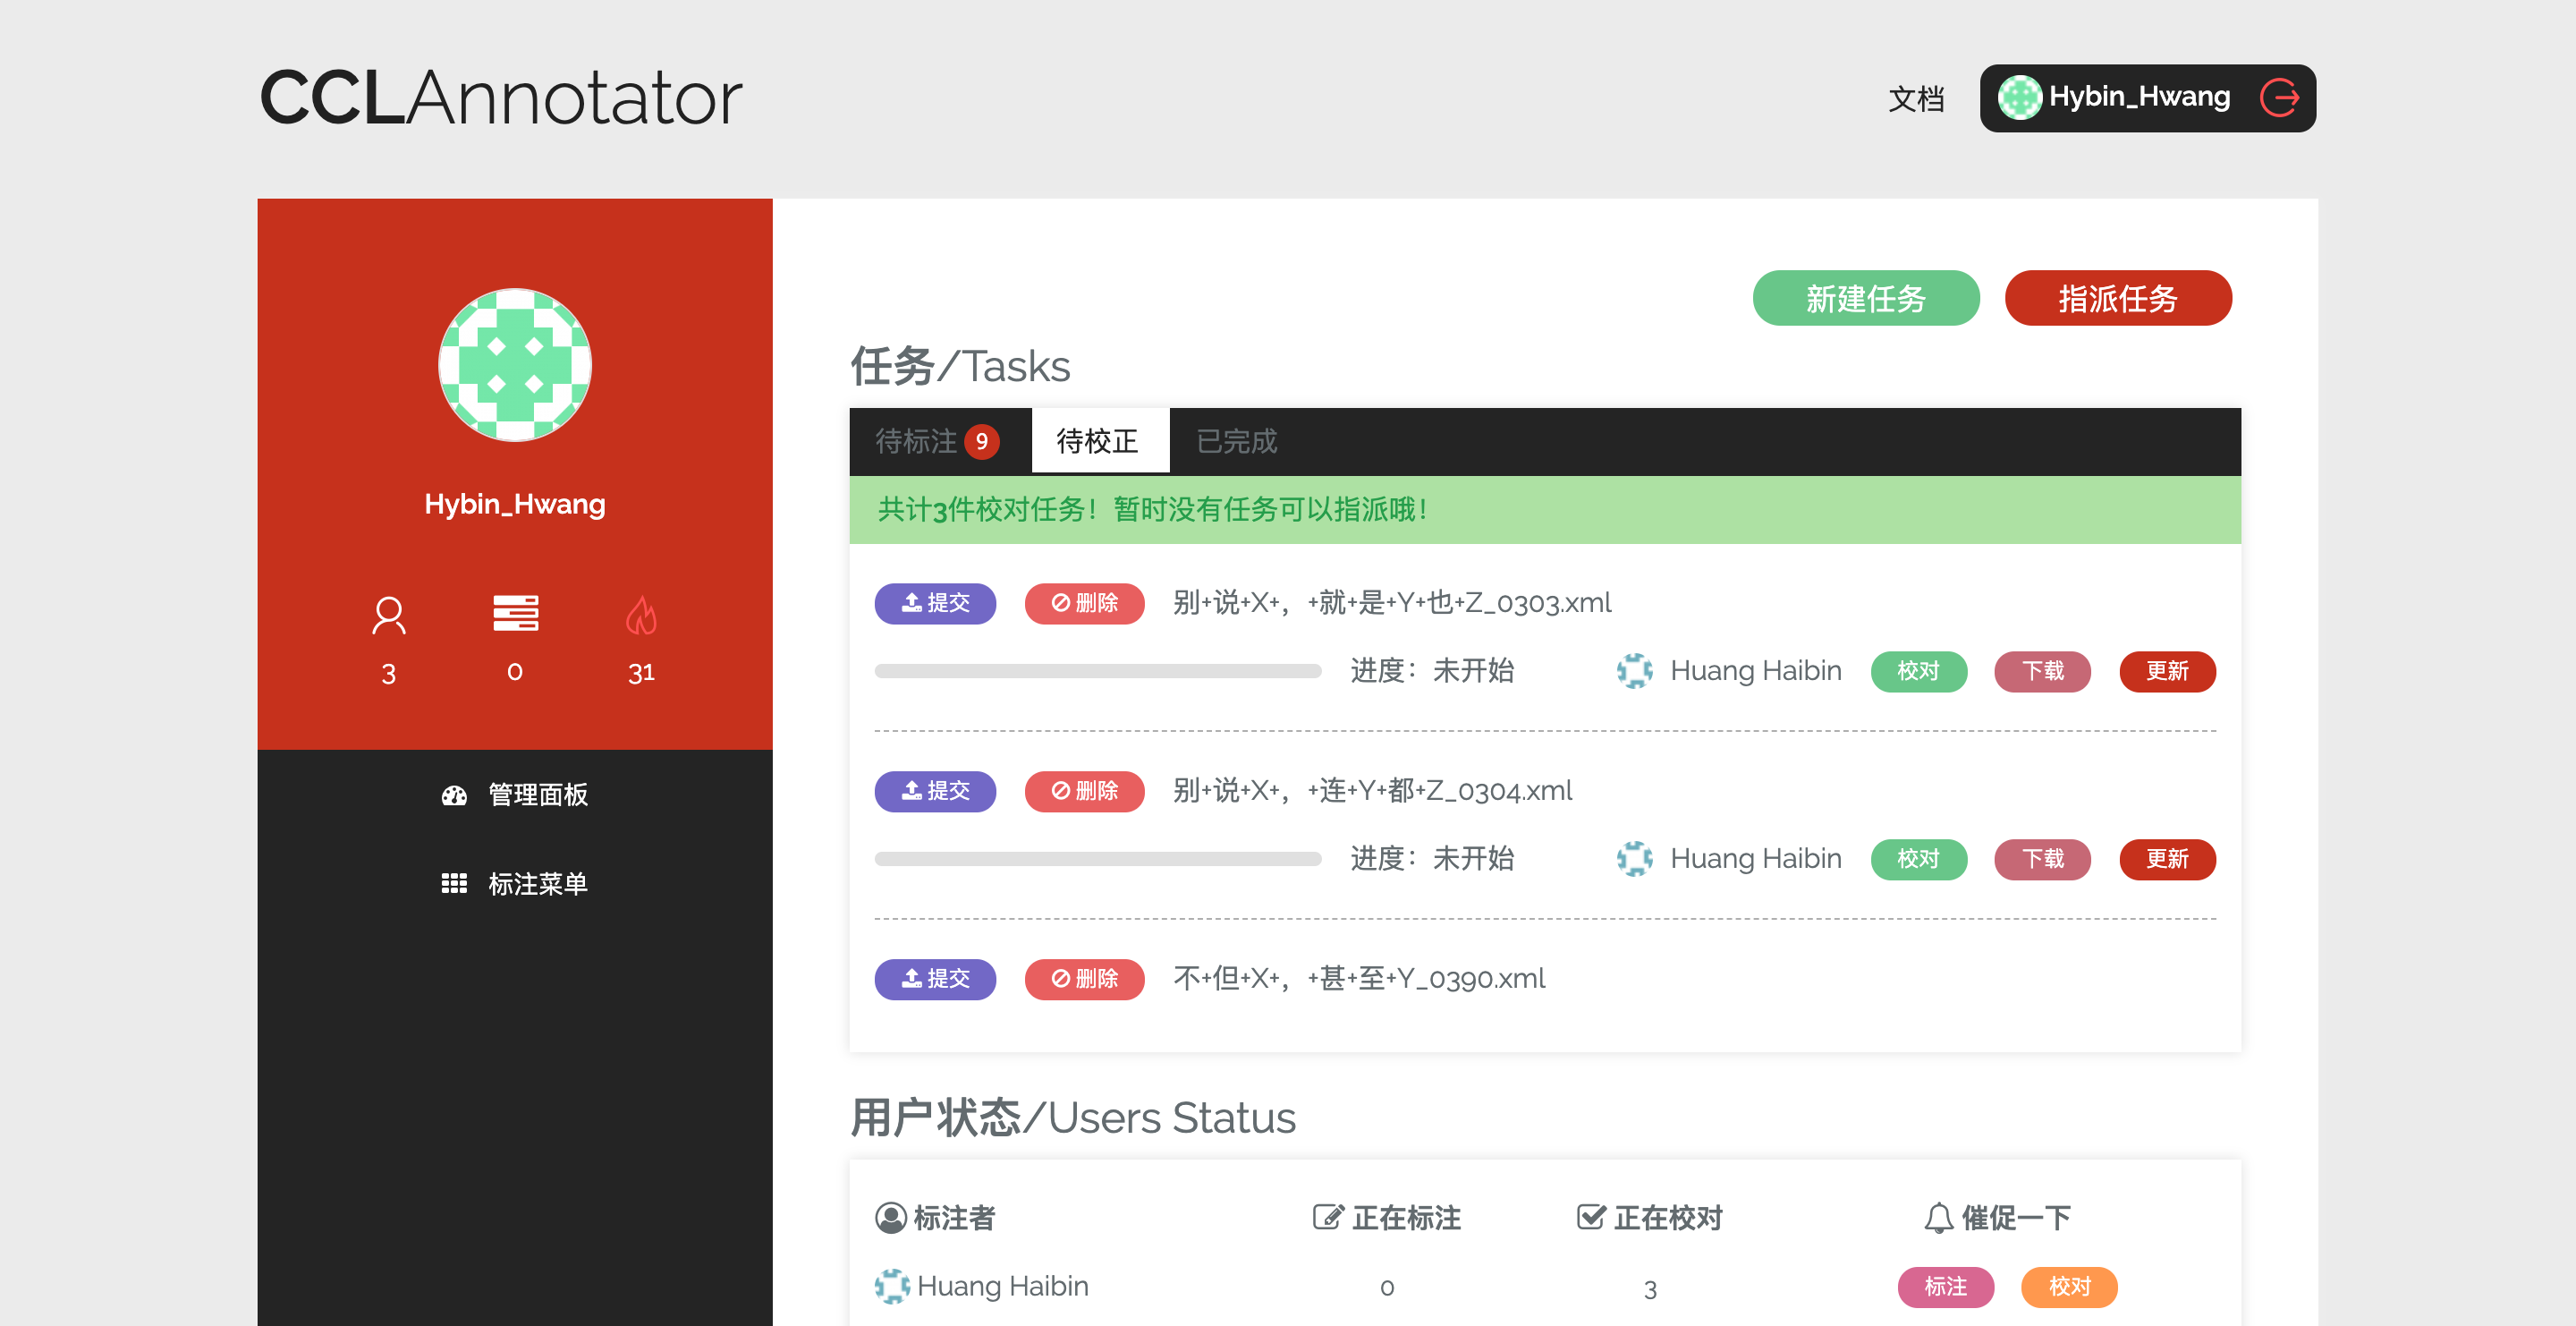 CCLAnnotator
文档 Hybin_Hwang
新建任务 指派任务
任务/Tasks
待标注 9 待校正 已完成
共计3件校对任务！暂时没有任务可以指派哦！
Hybin_Hwang
3 0 31
管理面板
标注菜单
提交 删除 别+说+X+，+就+是+Y+也+Z_0303.xml
进度：未开始 Huang Haibin 校对 下载 更新
提交 删除 别+说+X+，+连+Y+都+Z_0304.xml
进度：未开始 Huang Haibin 校对 下载 更新
提交 删除 不+但+X+，+甚+至+Y_0390.xml
用户状态/Users Status
标注者 正在标注 正在校对 催促一下
Huang Haibin 0 3 标注 校对